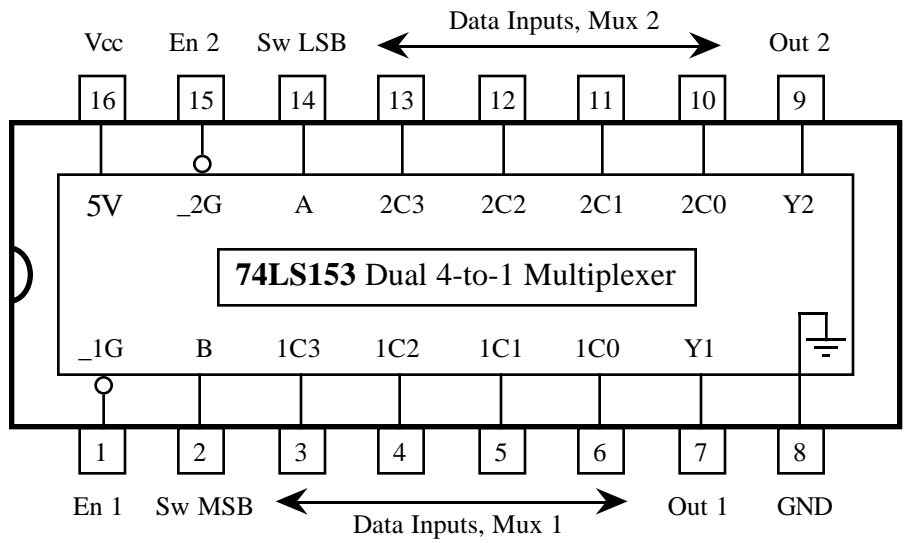 Data Inputs, Mux 2
Vcc En 2 Sw LSB Out 2
16 15 14 13 12 11 10 9
5V _2G A 2C3 2C2 2C1 2C0 Y2
74LS153 Dual 4-to-1 Multiplexer
_1G B 1C3 1C2 1C1 1C0 Y1
1 2 3 4 5 6 7 8
En 1 Sw MSB Out 1 GND
Data Inputs, Mux 1